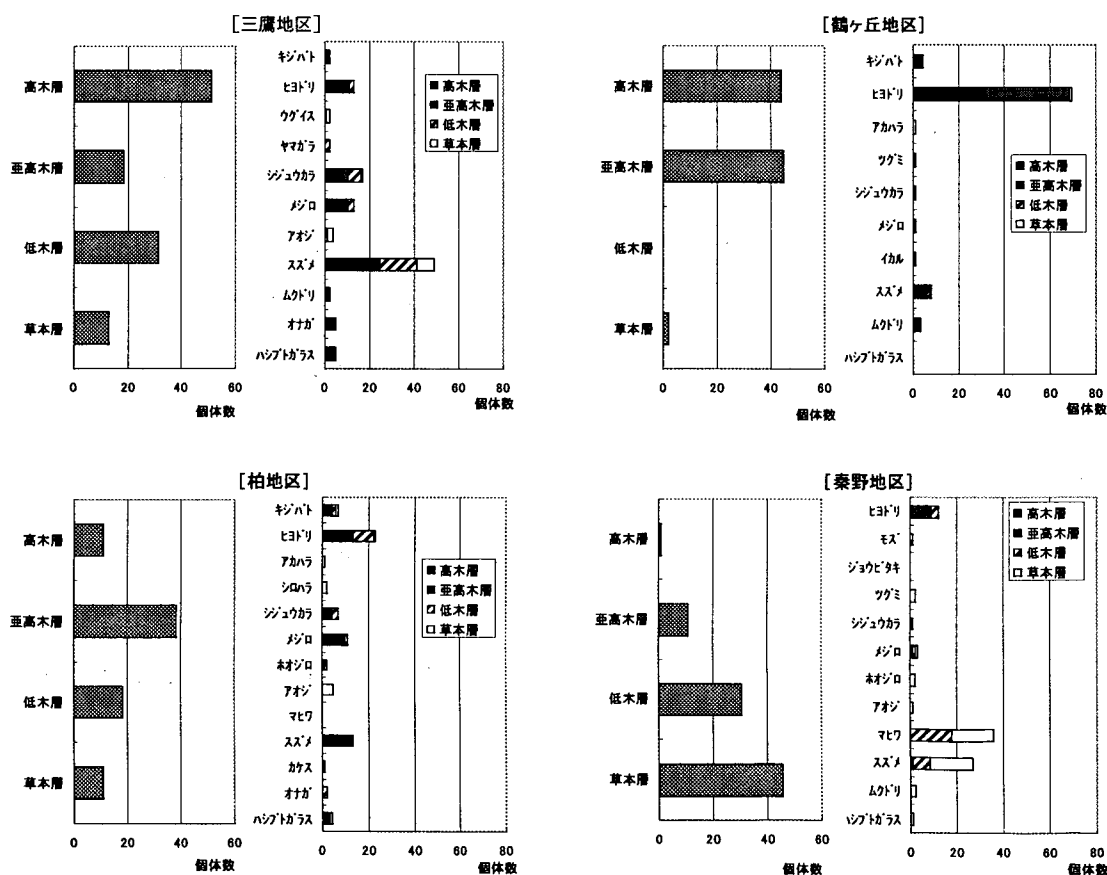 [三鷹地区]
高木層
亜高木層
低木層
草本層
0 20 40 60
個体数
キジバト
ヒヨドリ
ウグイス
ヤマガラ
シジュウカラ
メジロ
アオジ
スズメ
ムクドリ
オナガ
ハシブトガラス
0 20 40 60 80
個体数
■高木層
■亜高木層
低木層
□草本層
[鶴ヶ丘地区]
高木層
亜高木層
低木層
草本層
0 20 40 60
個体数
キジバト
ヒヨドリ
アカハラ
ツグミ
シジュウカラ
メジロ
イカル
スズメ
ムクドリ
ハシブトガラス
0 20 40 60 80
個体数
■高木層
■亜高木層
低木層
□草本層
[柏地区]
高木層
亜高木層
低木層
草本層
0 20 40 60
個体数
キジバト
ヒヨドリ
アカハラ
シロハラ
シジュウカラ
メジロ
ホオジロ
アオジ
マヒワ
スズメ
カケス
オナガ
ハシブトガラス
0 20 40 60 80
個体数
■高木層
■亜高木層
低木層
□草本層
[秦野地区]
高木層
亜高木層
低木層
草本層
0 20 40 60
個体数
ヒヨドリ
モズ
ジョウビタキ
ツグミ
シジュウカラ
メジロ
ホオジロ
アオジ
マヒワ
スズメ
ムクドリ
ハシブトガラス
0 20 40 60 80
個体数
■高木層
■亜高木層
低木層
□草本層